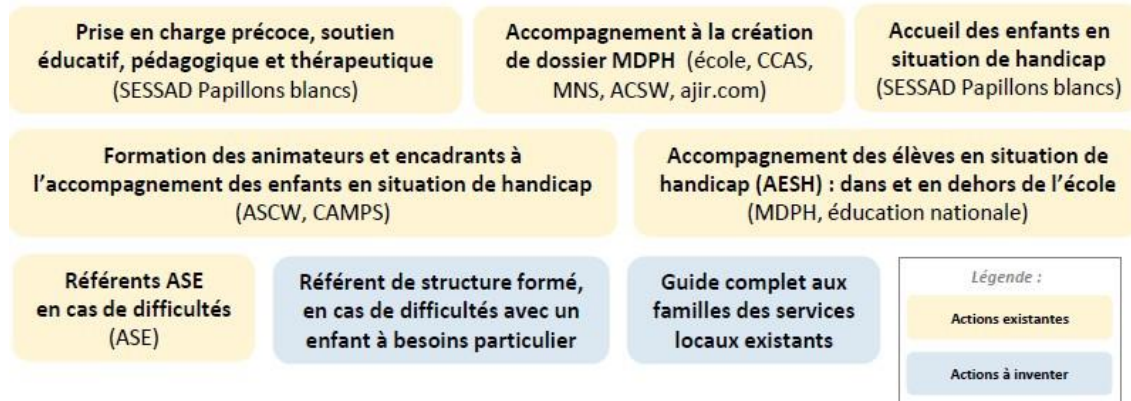 Prise en charge précoce, soutien
éducatif, pédagogique et thérapeutique
(SESSAD Papillons blancs)
Accompagnement à la création
de dossier MDPH (école, CCAS,
MNS, ACSW, ajir.com)
Accueil des enfants en
situation de handicap
(SESSAD Papillons blancs)
Formation des animateurs et encadrants à
l'accompagnement des enfants en situation de handicap
(ASCW, CAMPS)
Accompagnement des élèves en situation de
handicap (AESH) : dans et en dehors de l'école
(MDPH, éducation nationale)
Référents ASE
en cas de difficultés
(ASE)
Référent de structure formé,
en cas de difficultés avec un
enfant à besoins particulier
Guide complet aux
familles des services
locaux existants
Légende :
Actions existantes
Actions à inventer